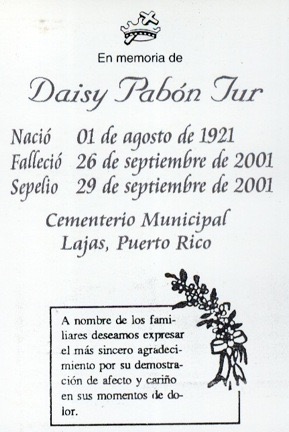 En memoria de
Daisy Pabón Tur
Nació 01 de agosto de 1921
Falleció 26 de septiembre de 2001
Sepelio 29 de septiembre de 2001
Cementerio Municipal
Lajas, Puerto Rico
A nombre de los fami-
liares deseamos expresar
el más sincero agradeci-
miento por su demostra-
ción de afecto y cariño
en sus momentos de do-
lor.